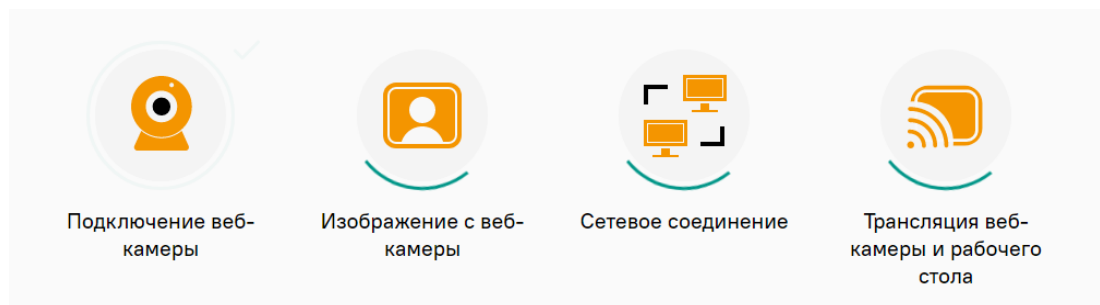 Подключение веб-
камеры
Изображение с веб-
камеры
Сетевое соединение
Трансляция веб-
камеры и рабочего
стола